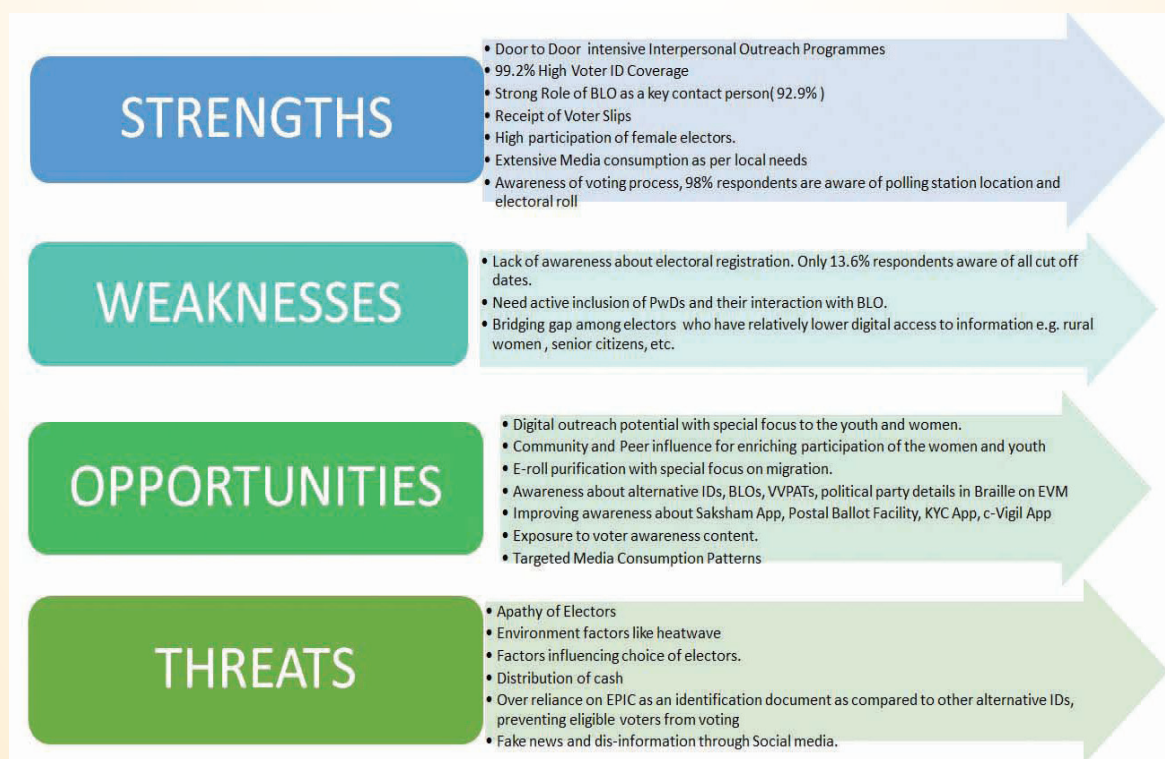 STRENGTHS
• Door to Door intensive Interpersonal Outreach Programmes
• 99.2% High Voter ID Coverage
• Strong Role of BLO as a key contact person( 92.9% )
• Receipt of Voter Slips
• High participation of female electors.
• Extensive Media consumption as per local needs
• Awareness of voting process, 98% respondents are aware of polling station location and
electoral roll
WEAKNESSES
• Lack of awareness about electoral registration. Only 13.6% respondents aware of all cut off
dates.
• Need active inclusion of PwDs and their interaction with BLO.
• Bridging gap among electors who have relatively lower digital access to information e.g. rural
women , senior citizens, etc.
OPPORTUNITIES
• Digital outreach potential with special focus to the youth and women.
• Community and Peer influence for enriching participation of the women and youth
• E-roll purification with special focus on migration.
• Awareness about alternative IDs, BLOs, VVPATs, political party details in Braille on EVM
• Improving awareness about Saksham App, Postal Ballot Facility, KYC App, c-Vigil App
• Exposure to voter awareness content.
• Targeted Media Consumption Patterns
THREATS
• Apathy of Electors
• Environment factors like heatwave
• Factors influencing choice of electors.
• Distribution of cash
• Over reliance on EPIC as an identification document as compared to other alternative IDs,
preventing eligible voters from voting
• Fake news and dis-information through Social media.